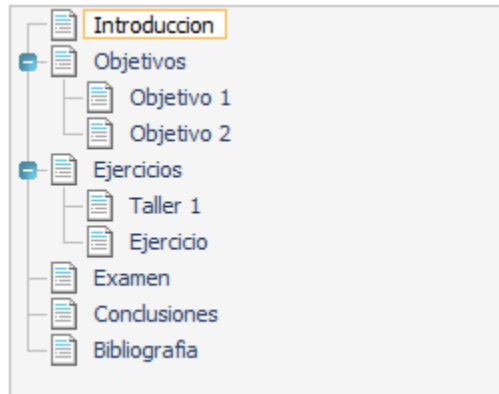 Introduccion
Objetivos
Objetivo 1
Objetivo 2
Ejercicios
Taller 1
Ejercicio
Examen
Conclusiones
Bibliografia